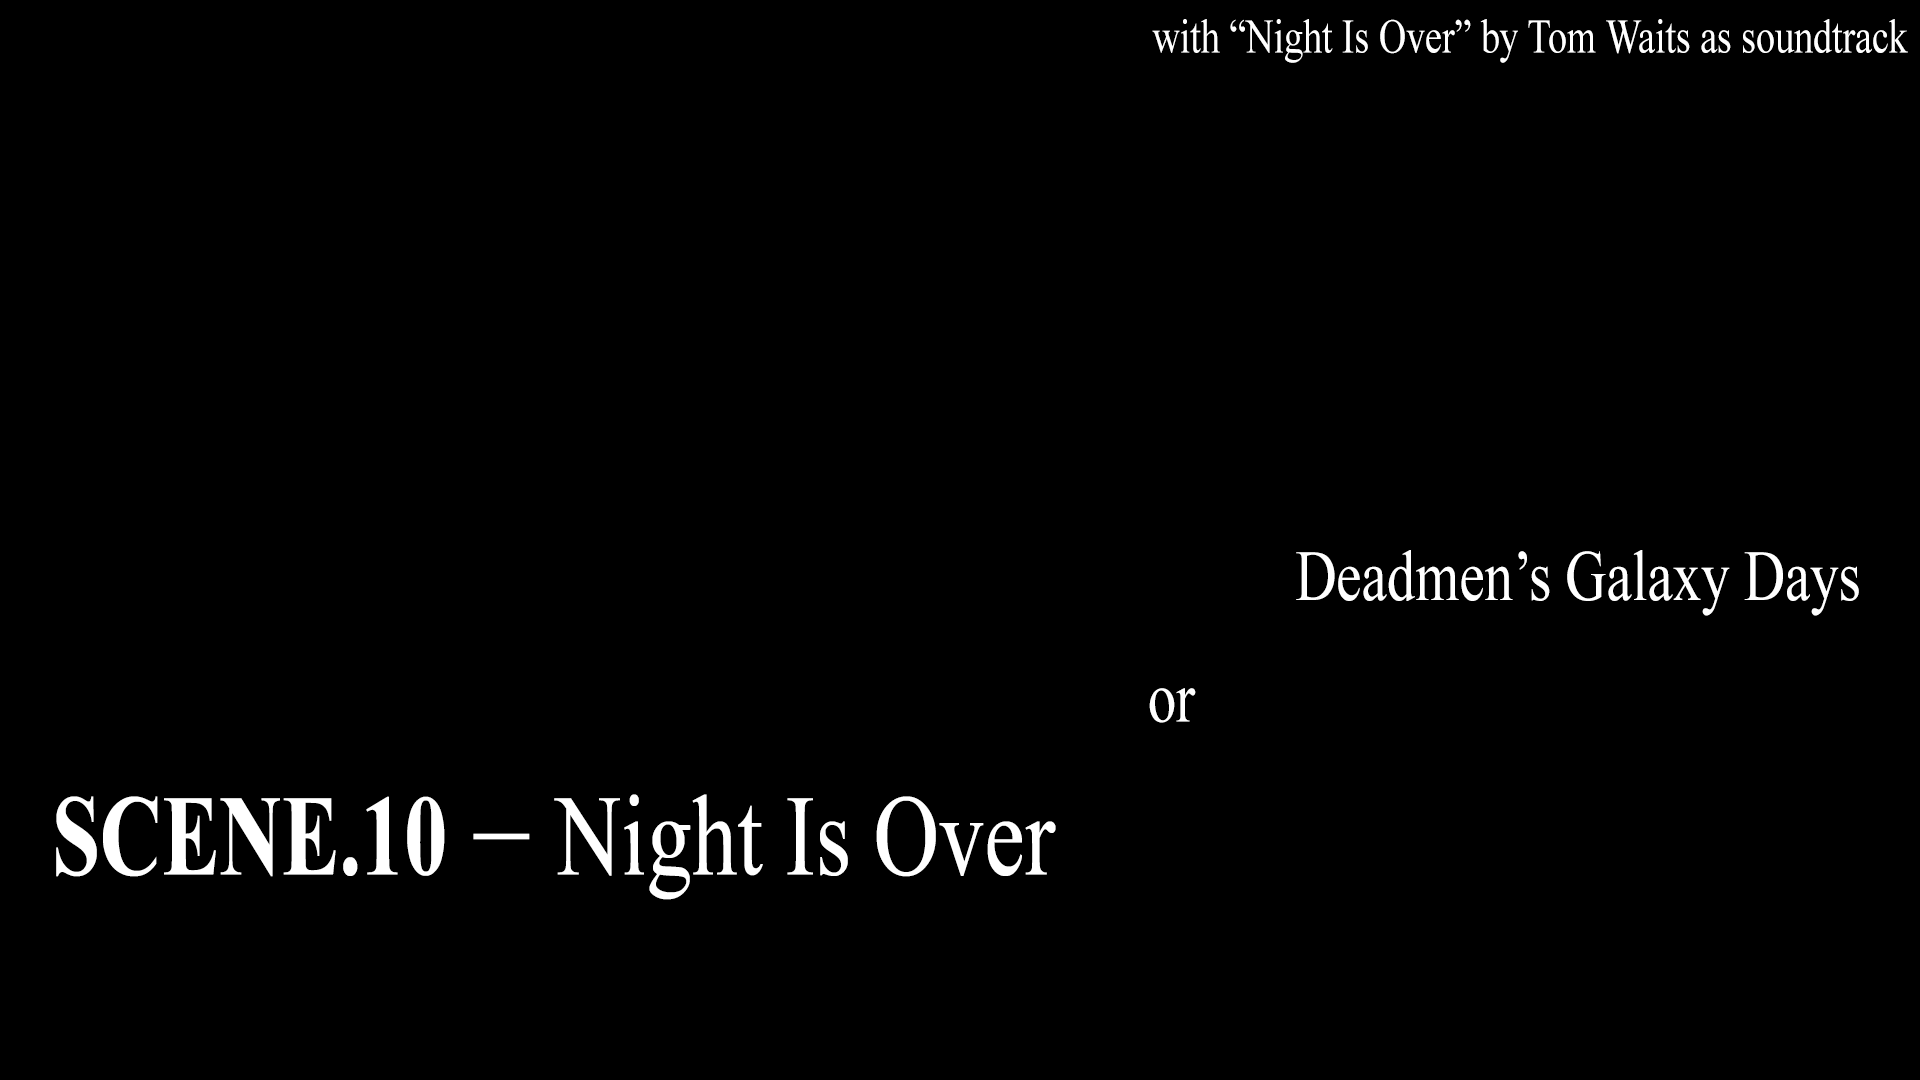 with “Night Is Over” by Tom Waits as soundtrack
Deadmen’s Galaxy Days
or
SCENE.10 – Night Is Over